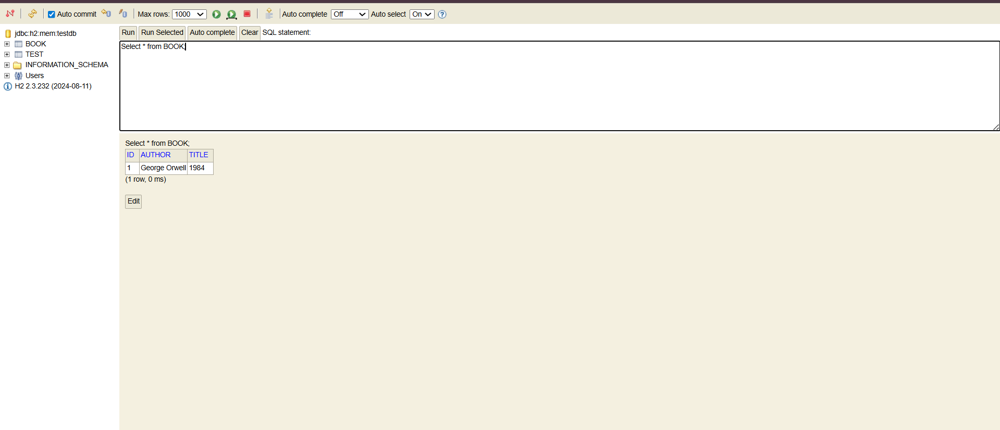 Auto commit Max rows: 1000 Auto complete Off Auto select On ?
jdbc:h2:mem:testdb
BOOK
TEST
INFORMATION_SCHEMA
Users
H2 2.3.232 (2024-08-11)
Run Run Selected Auto complete Clear SQL statement:
Select * from BOOK;
Select * from BOOK;
ID AUTHOR TITLE
1 George Orwell 1984
(1 row, 0 ms)
Edit